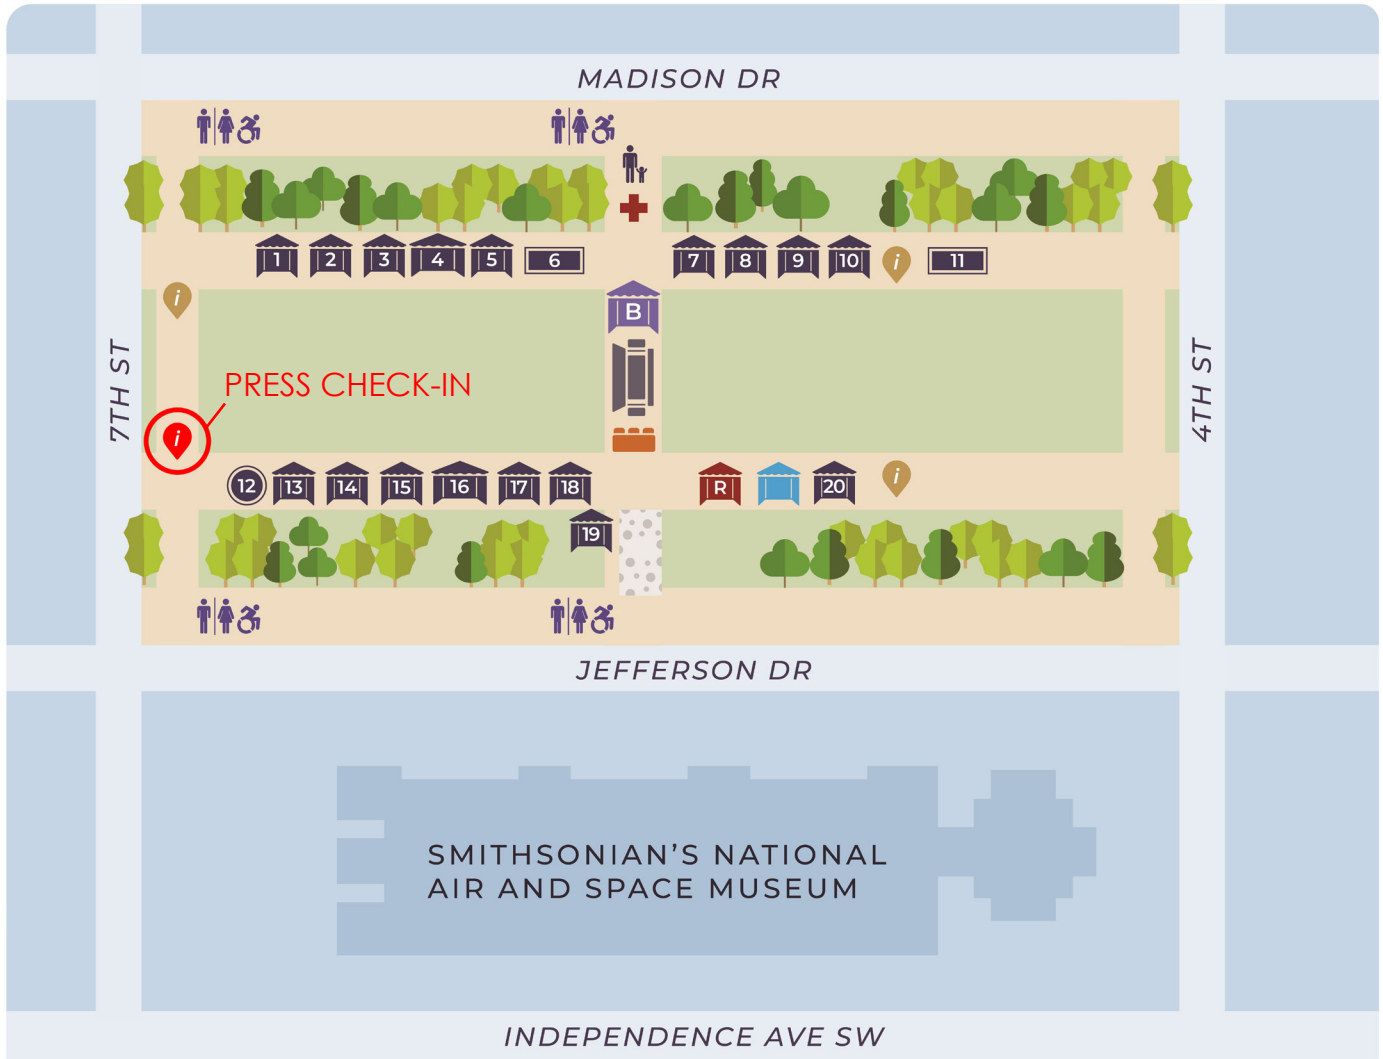 MADISON DR
1 2 3 4 5 6 7 8 9 10 i 11
i
B
7TH ST
4TH ST
PRESS CHECK-IN
i
12 13 14 15 16 17 18 R 20 i
19
JEFFERSON DR
SMITHSONIAN'S NATIONAL
AIR AND SPACE MUSEUM
INDEPENDENCE AVE SW